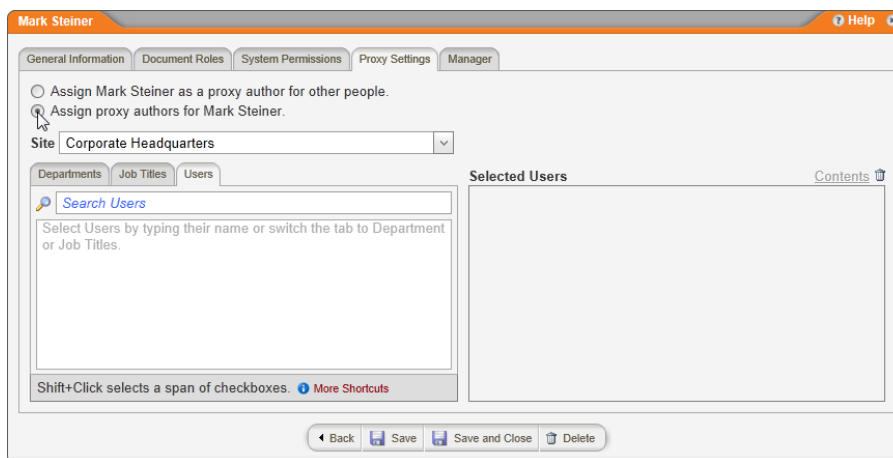 Mark Steiner
Help
General Information Document Roles System Permissions Proxy Settings Manager
Assign Mark Steiner as a proxy author for other people.
Assign proxy authors for Mark Steiner.
Site Corporate Headquarters
Departments Job Titles Users
Selected Users Contents
Search Users
Select Users by typing their name or switch the tab to Department
or Job Titles.
Shift+Click selects a span of checkboxes. More Shortcuts
Back Save Save and Close Delete